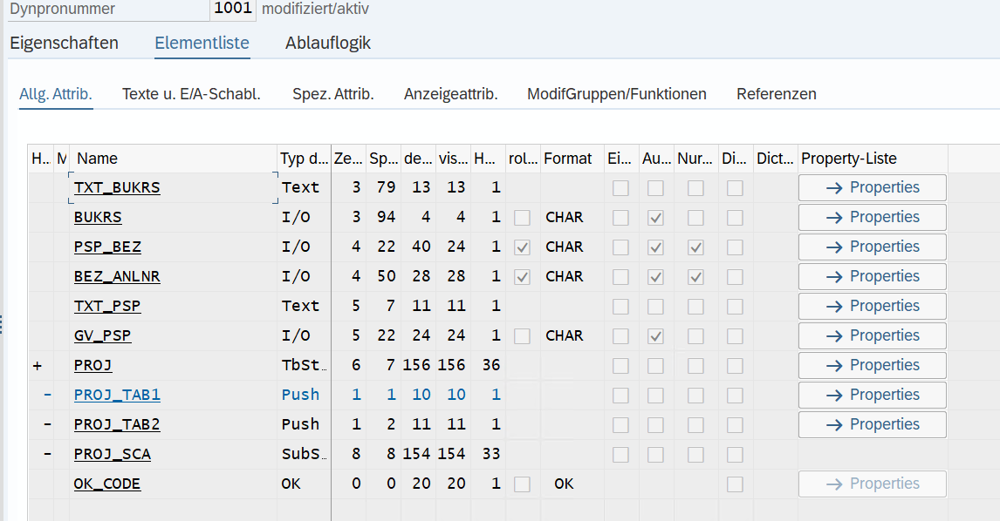 Dynpronummer 1001 modifiziert/aktiv
Eigenschaften Elementliste Ablauflogik
Allg. Attrib. Texte u. E/A-Schabl. Spez. Attrib. Anzeigeattrib. ModifGruppen/Funktionen Referenzen
H... M Name Typ d... Ze... Sp... de... vis... H... rol... Format Ei... Au... Nur... Di... Dict... Property-Liste
TXT_BUKRS Text 3 79 13 13 1 → Properties
BUKRS I/O 3 94 4 4 1 CHAR → Properties
PSP_BEZ I/O 4 22 40 24 1 CHAR → Properties
BEZ_ANLNR I/O 4 50 28 28 1 CHAR → Properties
TXT_PSP Text 5 7 11 11 1 → Properties
GV_PSP I/O 5 22 24 24 1 CHAR → Properties
+ PROJ TbSt... 6 7 156 156 36 → Properties
- PROJ_TAB1 Push 1 1 10 10 1 → Properties
- PROJ_TAB2 Push 1 2 11 11 1 → Properties
- PROJ_SCA SubS... 8 8 154 154 33
OK_CODE OK 0 0 20 20 1 OK → Properties